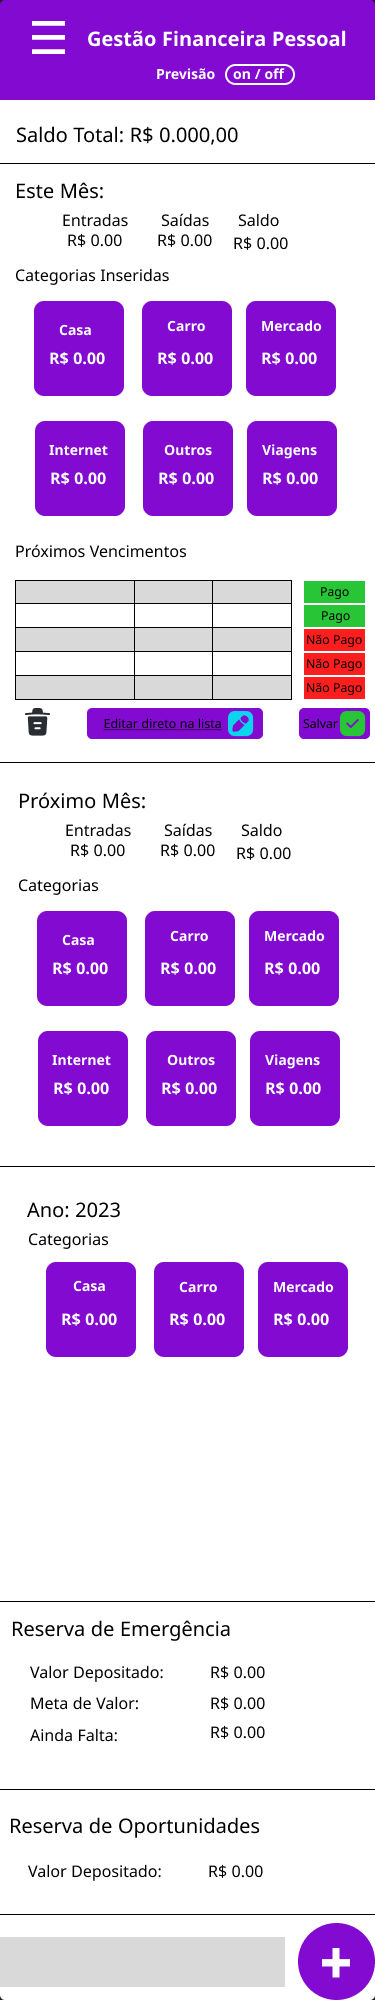 Gestão Financeira Pessoal
Previsão on / off
Saldo Total: R$ 0.000,00
Este Mês:
Entradas Saídas Saldo
R$ 0.00 R$ 0.00 R$ 0.00
Categorias Inseridas
Casa Carro Mercado
R$ 0.00 R$ 0.00 R$ 0.00
Internet Outros Viagens
R$ 0.00 R$ 0.00 R$ 0.00
Próximos Vencimentos
Pago
Pago
Não Pago
Não Pago
Não Pago
Editar direto na lista Salvar
Próximo Mês:
Entradas Saídas Saldo
R$ 0.00 R$ 0.00 R$ 0.00
Categorias
Casa Carro Mercado
R$ 0.00 R$ 0.00 R$ 0.00
Internet Outros Viagens
R$ 0.00 R$ 0.00 R$ 0.00
Ano: 2023
Categorias
Casa Carro Mercado
R$ 0.00 R$ 0.00 R$ 0.00
Reserva de Emergência
Valor Depositado: R$ 0.00
Meta de Valor: R$ 0.00
Ainda Falta: R$ 0.00
Reserva de Oportunidades
Valor Depositado: R$ 0.00